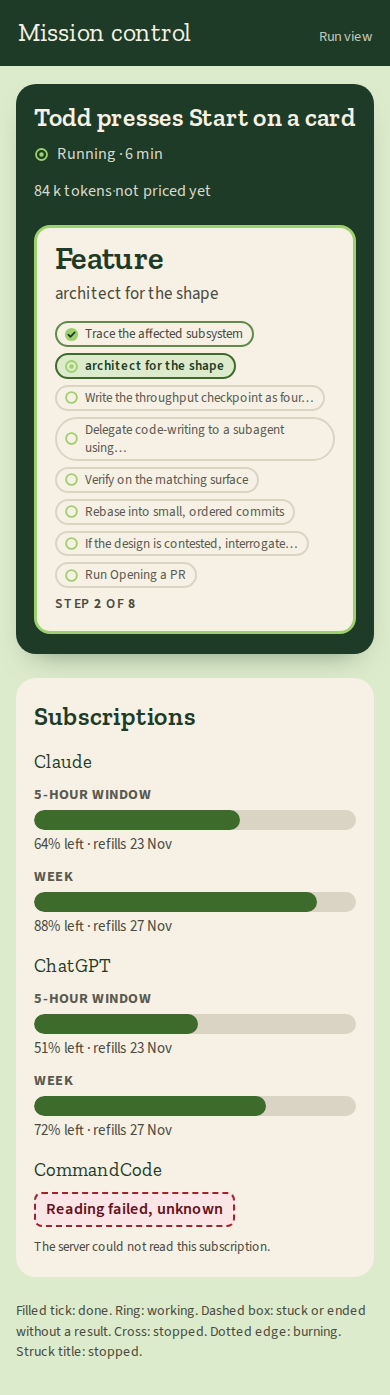 Mission control
Run view
Todd presses Start on a card
Running · 6 min
84 k tokens·not priced yet
Feature
architect for the shape
Trace the affected subsystem
architect for the shape
Write the throughput checkpoint as four…
Delegate code-writing to a subagent
using…
Verify on the matching surface
Rebase into small, ordered commits
If the design is contested, interrogate…
Run Opening a PR
STEP 2 OF 8
Subscriptions
Claude
5-HOUR WINDOW
64% left · refills 23 Nov
WEEK
88% left · refills 27 Nov
ChatGPT
5-HOUR WINDOW
51% left · refills 23 Nov
WEEK
72% left · refills 27 Nov
CommandCode
Reading failed, unknown
The server could not read this subscription.
Filled tick: done. Ring: working. Dashed box: stuck or ended
without a result. Cross: stopped. Dotted edge: burning.
Struck title: stopped.